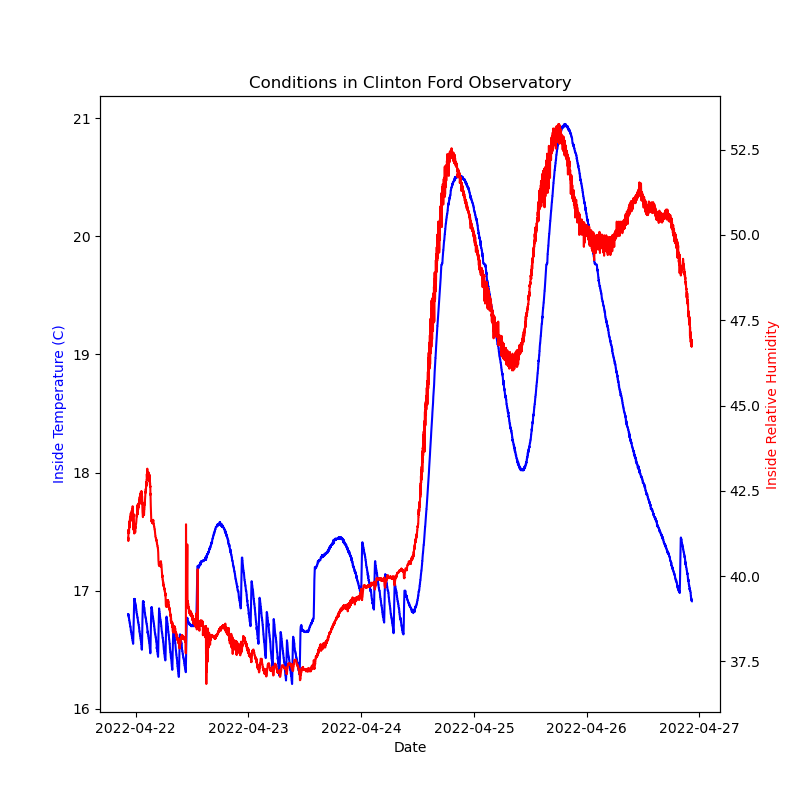 Conditions in Clinton Ford Observatory
Inside Temperature (C)
21
20
19
18
17
16
52.5
50.0
47.5
45.0
42.5
40.0
37.5
Inside Relative Humidity
2022-04-22 2022-04-23 2022-04-24 2022-04-25 2022-04-26 2022-04-27
Date